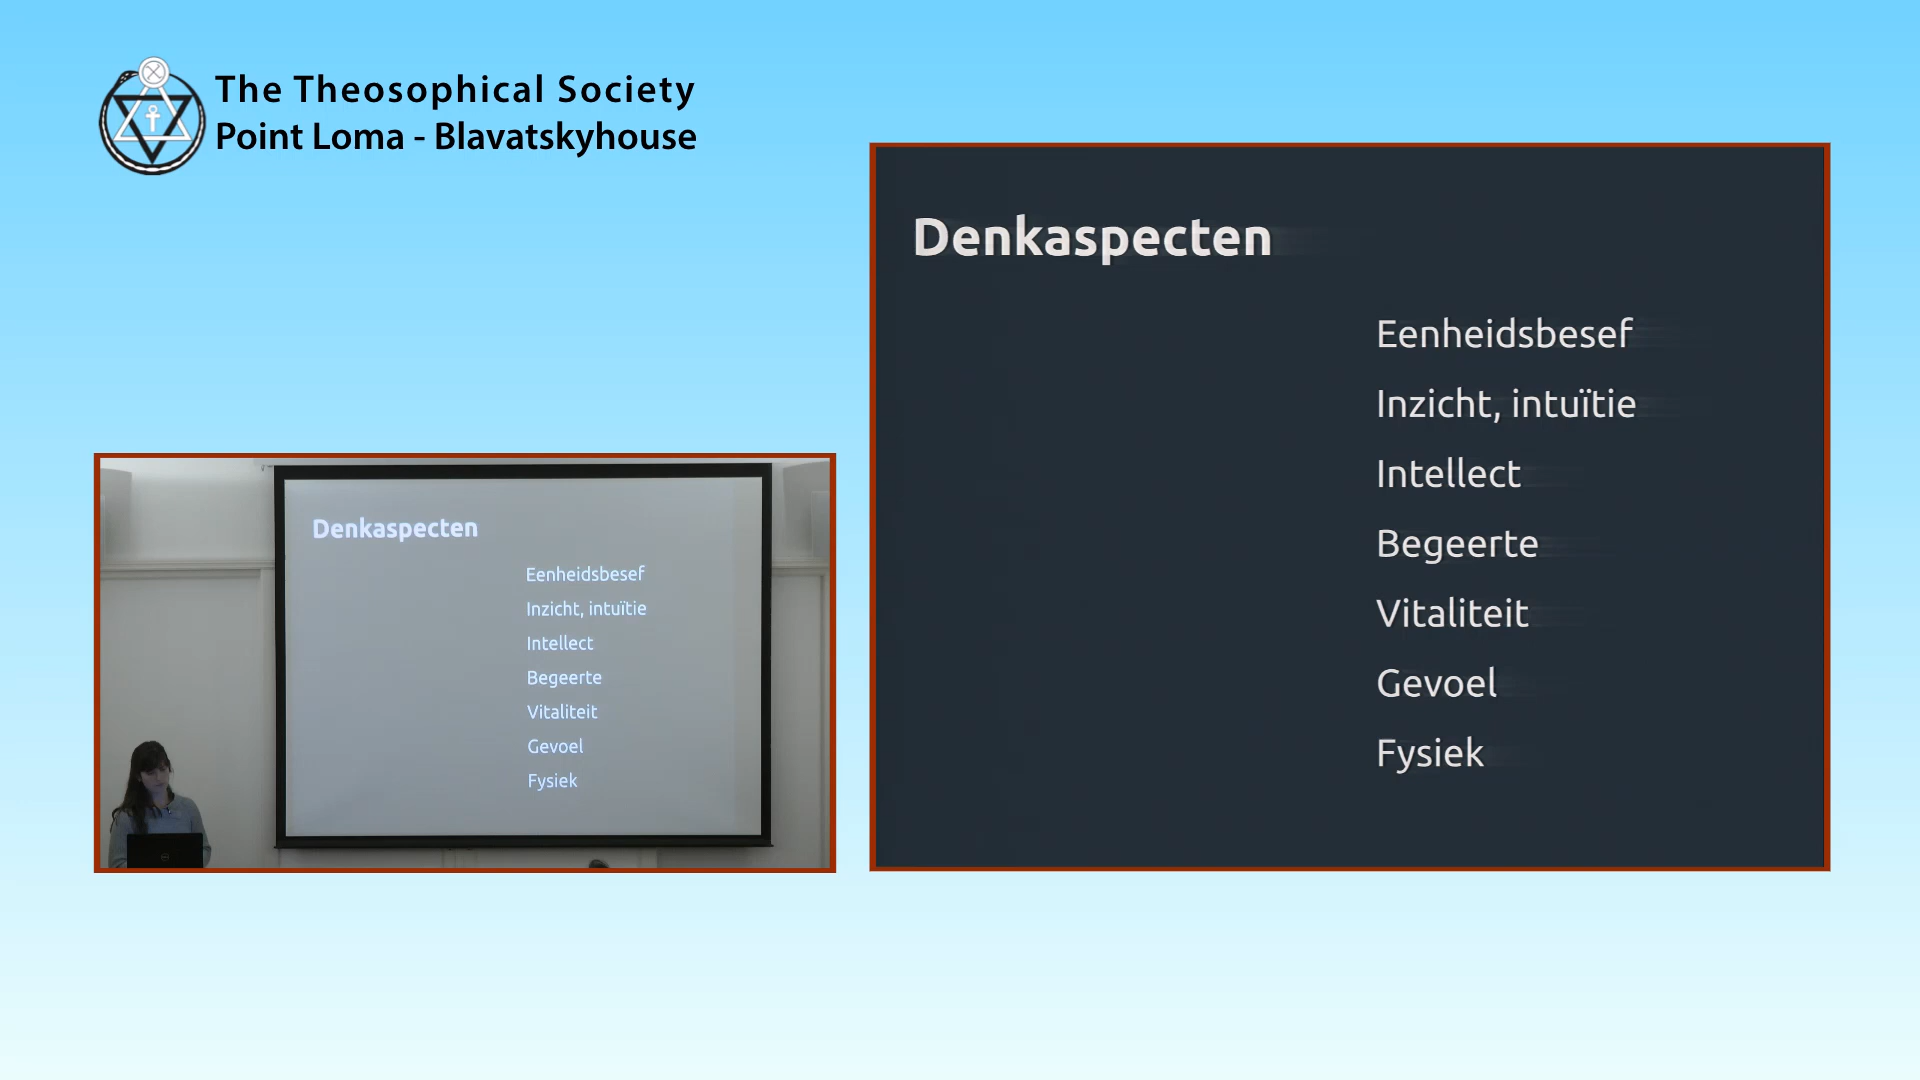 The Theosophical Society
Point Loma - Blavatskyhouse
Denkaspecten
Eenheidsbesef
Inzicht, intuïtie
Intellect
Begeerte
Vitaliteit
Gevoel
Fysiek
Denkaspecten
Eenheidsbesef
Inzicht, intuïtie
Intellect
Begeerte
Vitaliteit
Gevoel
Fysiek